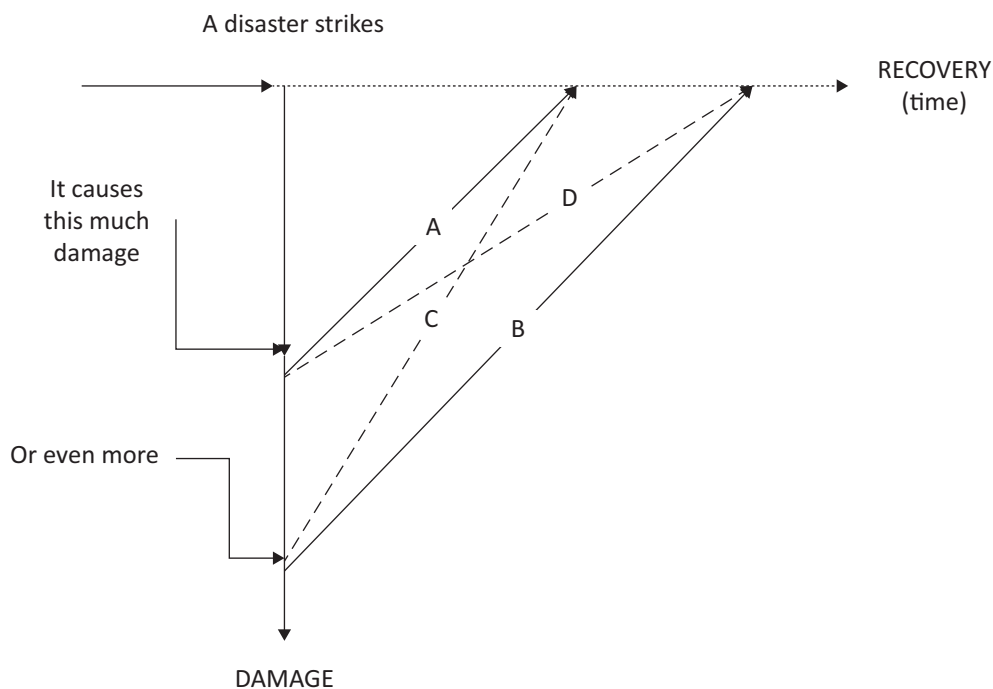 A disaster strikes
RECOVERY
(time)
It causes
this much
damage
A
D
C
B
Or even more
DAMAGE